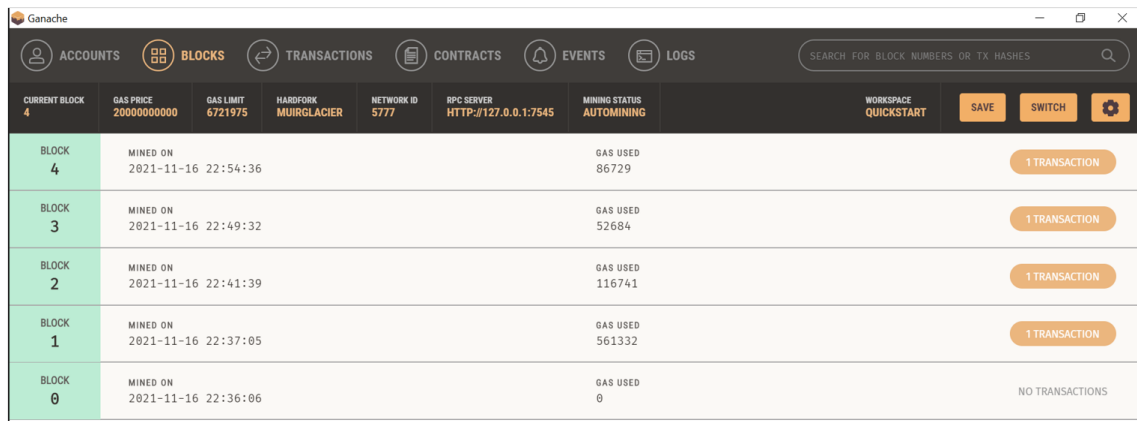 Ganache
ACCOUNTS BLOCKS TRANSACTIONS CONTRACTS EVENTS LOGS SEARCH FOR BLOCK NUMBERS OR TX HASHES
CURRENT BLOCK GAS PRICE GAS LIMIT HARDFORK NETWORK ID RPC SERVER MINING STATUS WORKSPACE
4 20000000000 6721975 MUIRGLACIER 5777 HTTP://127.0.0.1:7545 AUTOMINING QUICKSTART SAVE SWITCH
BLOCK MINED ON GAS USED
4 2021-11-16 22:54:36 86729 1 TRANSACTION
BLOCK MINED ON GAS USED
3 2021-11-16 22:49:32 52684 1 TRANSACTION
BLOCK MINED ON GAS USED
2 2021-11-16 22:41:39 116741 1 TRANSACTION
BLOCK MINED ON GAS USED
1 2021-11-16 22:37:05 561332 1 TRANSACTION
BLOCK MINED ON GAS USED
0 2021-11-16 22:36:06 0 NO TRANSACTIONS